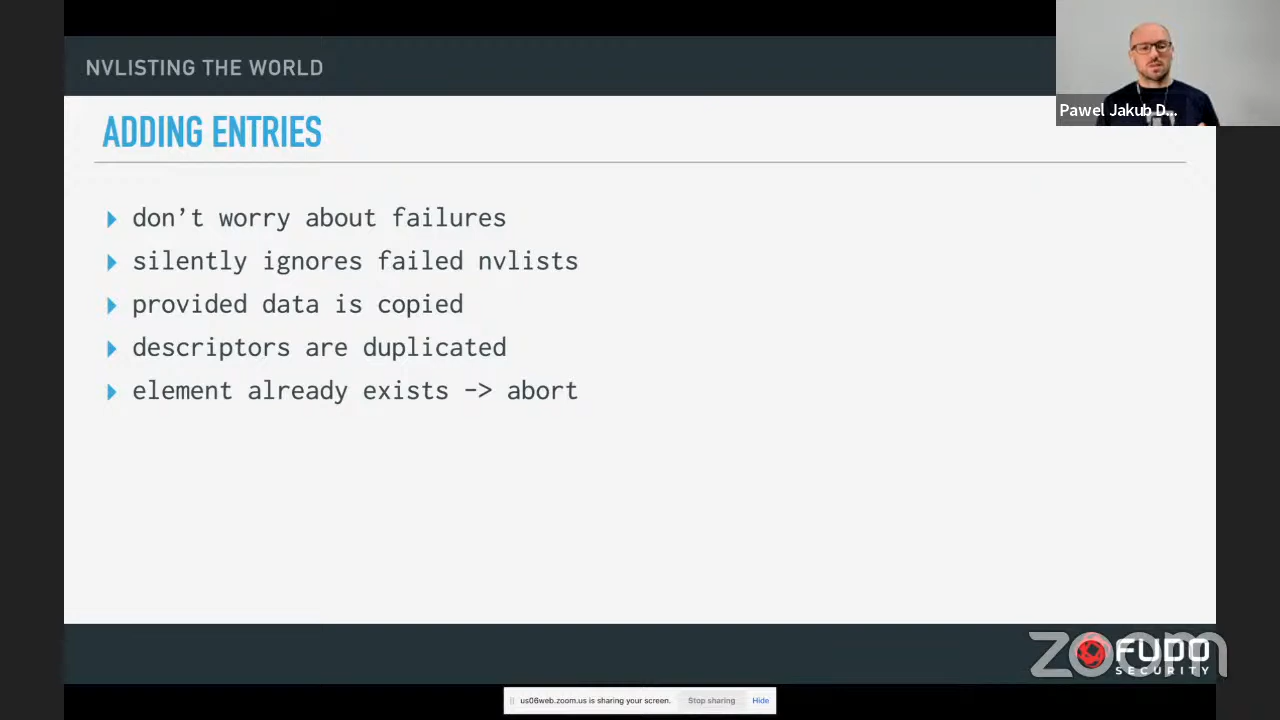 NVLISTING THE WORLD
Pawel Jakub D...
ADDING ENTRIES
don’t worry about failures
silently ignores failed nvlists
provided data is copied
descriptors are duplicated
element already exists -> abort
zoom
FUDO
SECURITY
us06web.zoom.us is sharing your screen. Stop sharing Hide